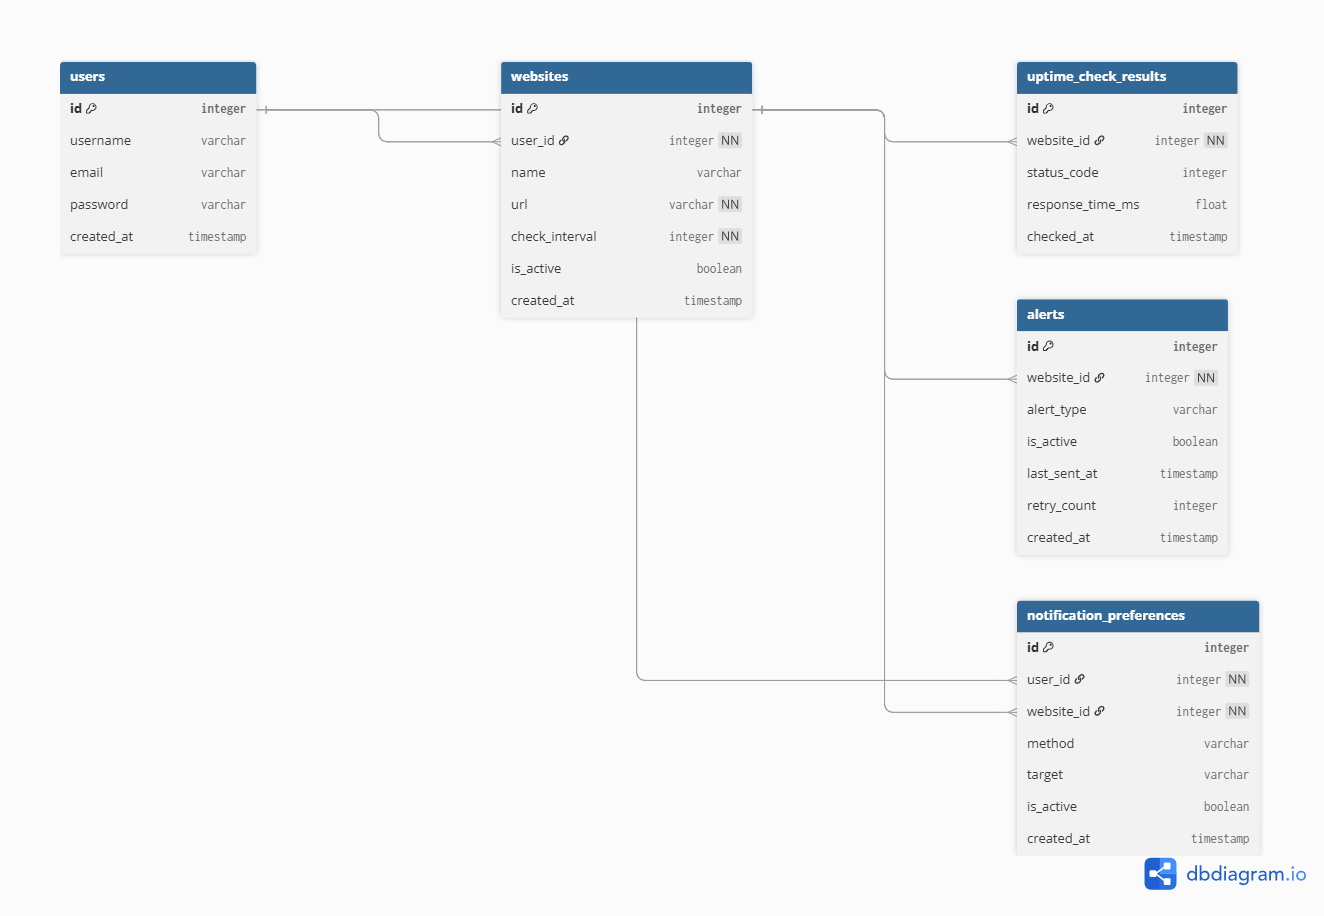 users
id integer
username varchar
email varchar
password varchar
created_at timestamp
websites
id integer
user_id integer NN
name varchar
url varchar NN
check_interval integer NN
is_active boolean
created_at timestamp
uptime_check_results
id integer
website_id integer NN
status_code integer
response_time_ms float
checked_at timestamp
alerts
id integer
website_id integer NN
alert_type varchar
is_active boolean
last_sent_at timestamp
retry_count integer
created_at timestamp
notification_preferences
id integer
user_id integer NN
website_id integer NN
method varchar
target varchar
is_active boolean
created_at timestamp
dbdiagram.io